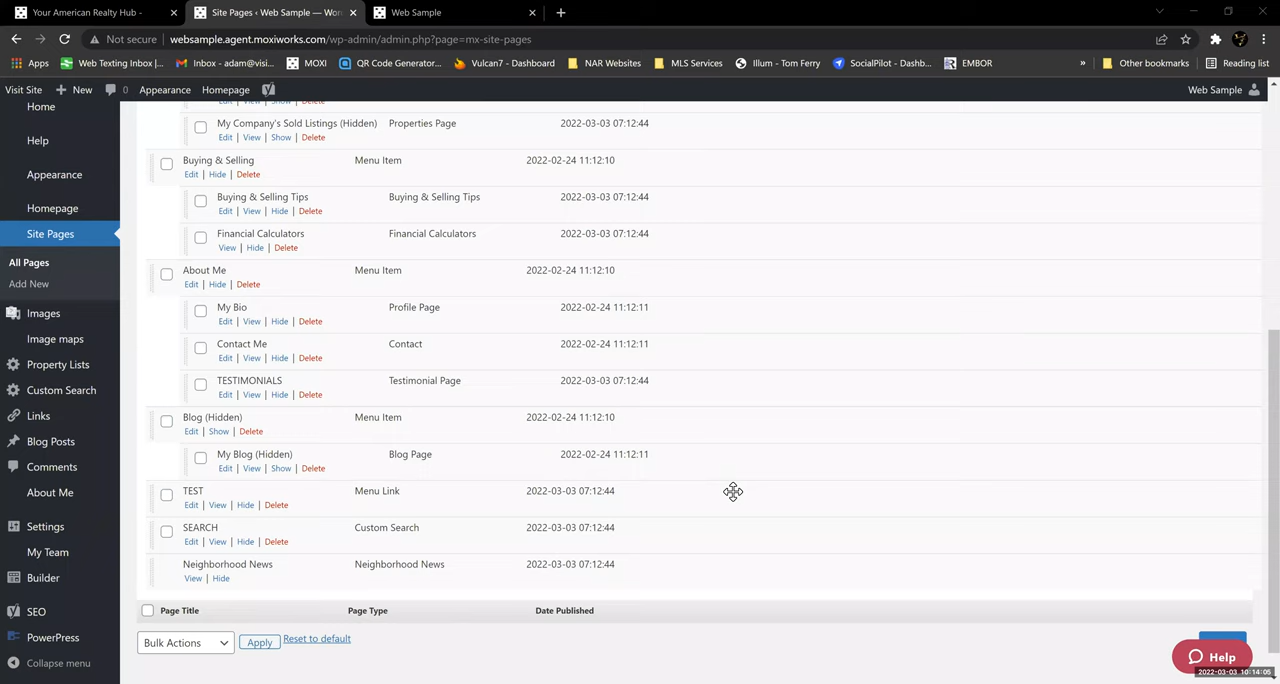 Your American Realty Hub -
Site Pages ‹ Web Sample — Wor
Web Sample
Not secure
websample.agent.moxiworks.com/wp-admin/admin.php?page=mx-site-pages
Apps
Web Texting Inbox |...
Inbox - adam@visi...
MOXI
QR Code Generator...
Vulcan7 - Dashboard
NAR Websites
MLS Services
Illum - Tom Ferry
SocialPilot - Dashb...
EMBOR
»
Other bookmarks
Reading list
Visit Site
New
0
Appearance
Homepage
Web Sample
Home
Help
Appearance
Homepage
Site Pages
All Pages
Add New
Images
Image maps
Property Lists
Custom Search
Links
Blog Posts
Comments
About Me
Settings
My Team
Builder
SEO
PowerPress
Collapse menu
Edit | View | Show | Delete
My Company's Sold Listings (Hidden) Properties Page 2022-03-03 07:12:44
Edit | View | Show | Delete
Buying & Selling Menu Item 2022-02-24 11:12:10
Edit | Hide | Delete
Buying & Selling Tips Buying & Selling Tips 2022-03-03 07:12:44
Edit | View | Hide | Delete
Financial Calculators Financial Calculators 2022-03-03 07:12:44
View | Hide | Delete
About Me Menu Item 2022-02-24 11:12:10
Edit | Hide | Delete
My Bio Profile Page 2022-02-24 11:12:11
Edit | View | Hide | Delete
Contact Me Contact 2022-02-24 11:12:11
Edit | View | Hide | Delete
TESTIMONIALS Testimonial Page 2022-03-03 07:12:44
Edit | View | Hide | Delete
Blog (Hidden) Menu Item 2022-02-24 11:12:10
Edit | Show | Delete
My Blog (Hidden) Blog Page 2022-02-24 11:12:11
Edit | View | Show | Delete
TEST Menu Link 2022-03-03 07:12:44
Edit | View | Hide | Delete
SEARCH Custom Search 2022-03-03 07:12:44
Edit | View | Hide | Delete
Neighborhood News Neighborhood News 2022-03-03 07:12:44
View | Hide
Page Title Page Type Date Published
Bulk Actions
Apply
Reset to default
Help
2022-03-03 10:14:05